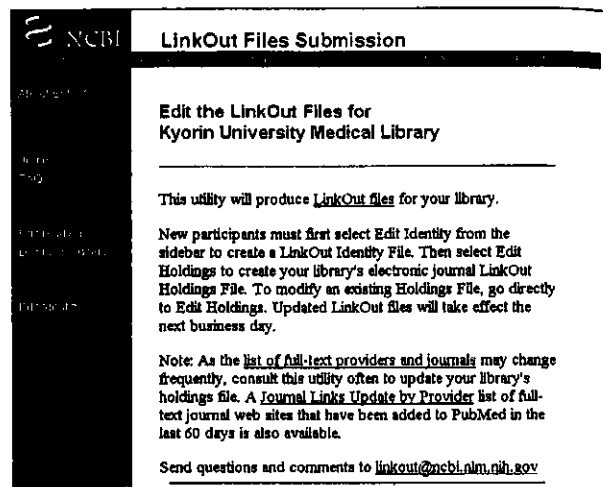 NCBI
LinkOut Files Submission
Edit the LinkOut Files for
Kyorin University Medical Library
This utility will produce LinkOut files for your library.
New participants must first select Edit Identity from the
sidebar to create a LinkOut Identity File. Then select Edit
Holdings to create your library's electronic journal LinkOut
Holdings File. To modify an existing Holdings File, go directly
to Edit Holdings. Updated LinkOut files will take effect the
next business day.
Note: As the list of full-text providers and journals may change
frequently, consult this utility often to update your library's
holdings file. A Journal Links Update by Provider list of full-
text journal web sites that have been added to PubMed in the
last 60 days is also available.
Send questions and comments to linkout@ncbi.nlm.nih.gov